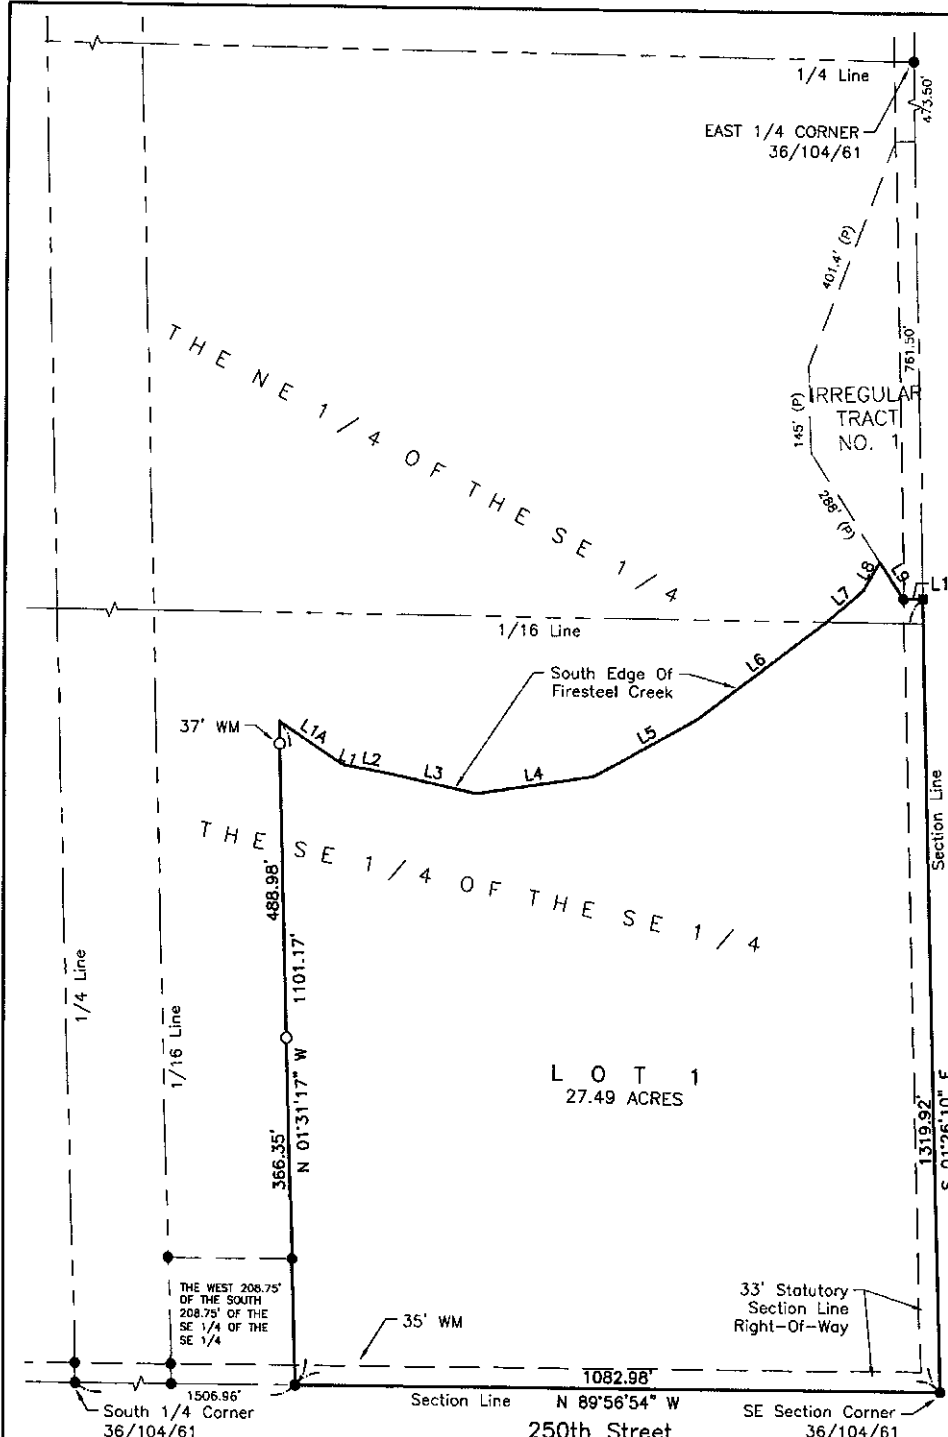 1/4 Line
473.50'
EAST 1/4 CORNER
36/104/61
401.4' (P)
761.50'
145' (P)
IRREGULAR
TRACT
NO. 1
288' (P)
THE NE 1/4 OF THE SE 1/4
L8
L9
L7
L1
1/16 Line
L6
South Edge Of
Firesteel Creek
37' WM
L1A
L1
L2
L3
L4
L5
Section Line
THE SE 1/4 OF THE SE 1/4
488.98'
1101.17'
1/4 Line
1/16 Line
N 01°31'17" W
366.35'
LOT 1
27.49 ACRES
1319.92'
S 01°26'10" E
THE WEST 208.75'
OF THE SOUTH
208.75' OF THE
SE 1/4 OF THE
SE 1/4
35' WM
33' Statutory
Section Line
Right-Of-Way
1506.96'
1082.98'
Section Line
N 89°56'54" W
South 1/4 Corner
36/104/61
250th Street
SE Section Corner
36/104/61